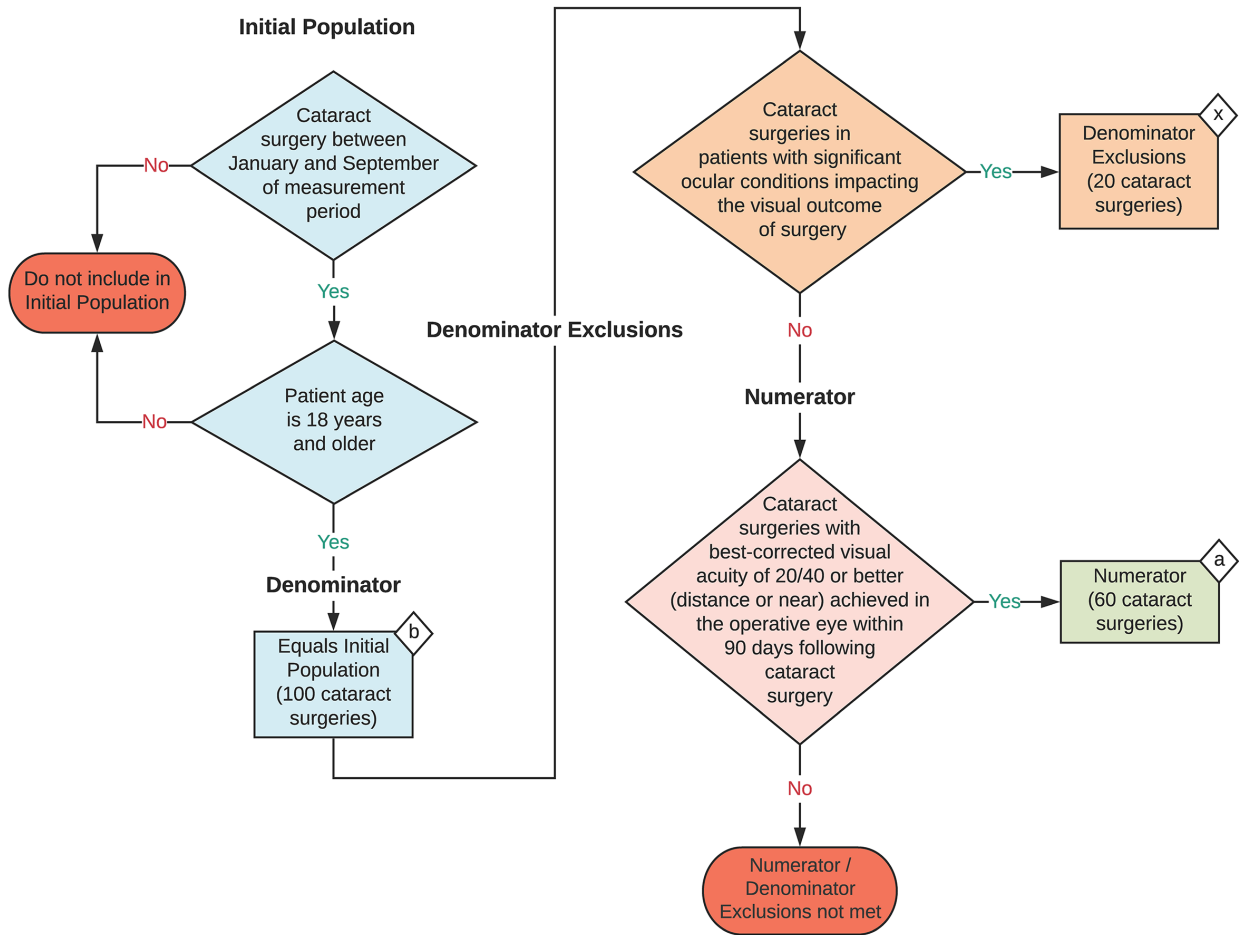 Initial Population
Cataract
surgery between
January and September
of measurement
period
No
Do not include in
Initial Population
Yes
Patient age
is 18 years
and older
No
Yes
Denominator
b
Equals Initial
Population
(100 cataract
surgeries)
Denominator Exclusions
Cataract
surgeries in
patients with significant
ocular conditions impacting
the visual outcome
of surgery
Yes
x
Denominator
Exclusions
(20 cataract
surgeries)
No
Numerator
Cataract
surgeries with
best-corrected visual
acuity of 20/40 or better
(distance or near) achieved in
the operative eye within
90 days following
cataract
surgery
Yes
a
Numerator
(60 cataract
surgeries)
No
Numerator /
Denominator
Exclusions not met